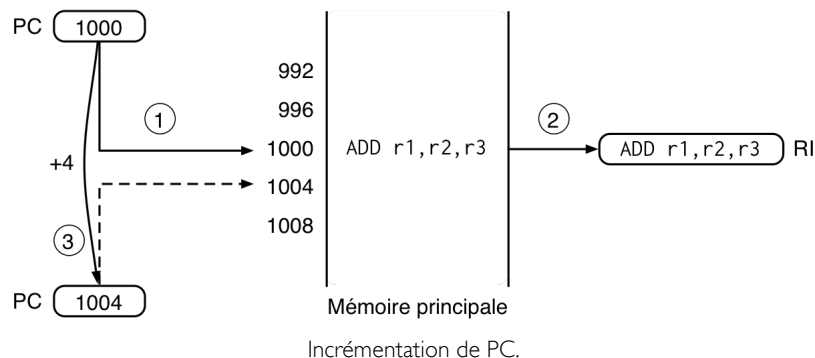 PC 1000
992
996
1 2
1000 ADD r1,r2,r3 ADD r1,r2,r3 RI
+4
1004
1008
3
PC 1004
Mémoire principale
Incrémentation de PC.